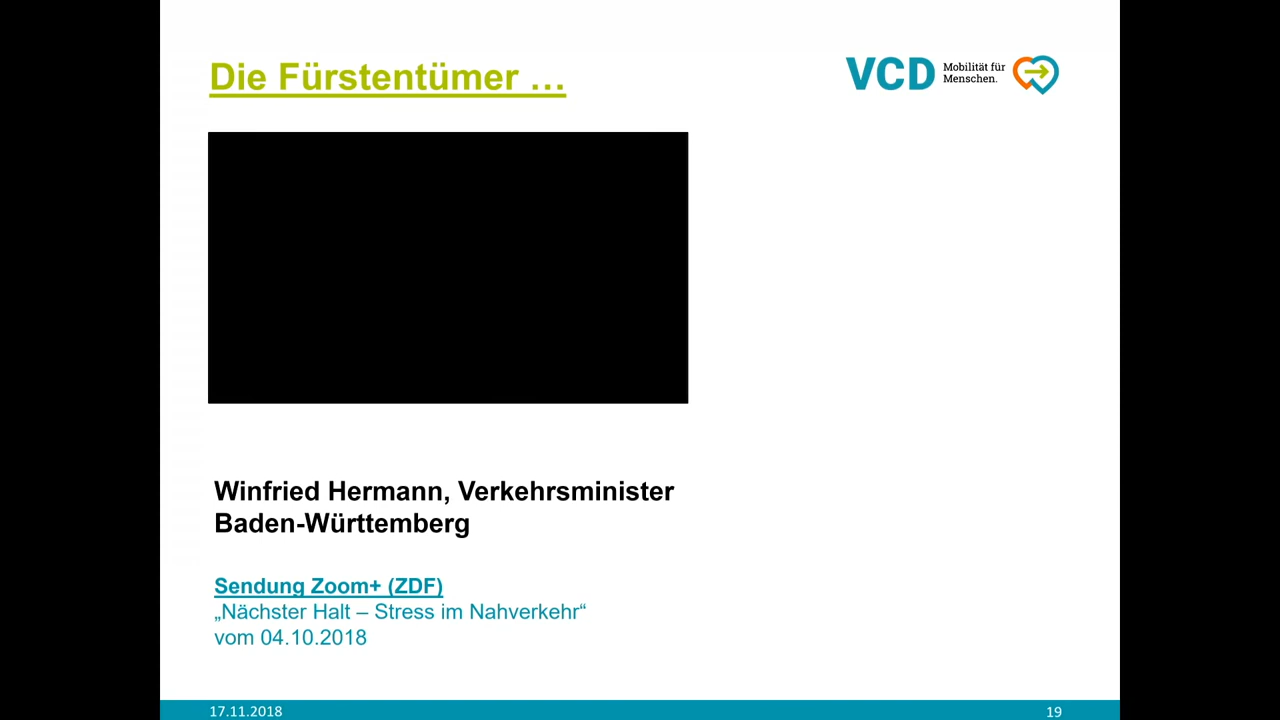 Die Fürstentümer …
VCD
Mobilität für
Menschen.
Winfried Hermann, Verkehrsminister
Baden-Württemberg
Sendung Zoom+ (ZDF)
„Nächster Halt – Stress im Nahverkehr“
vom 04.10.2018
17.11.2018
19